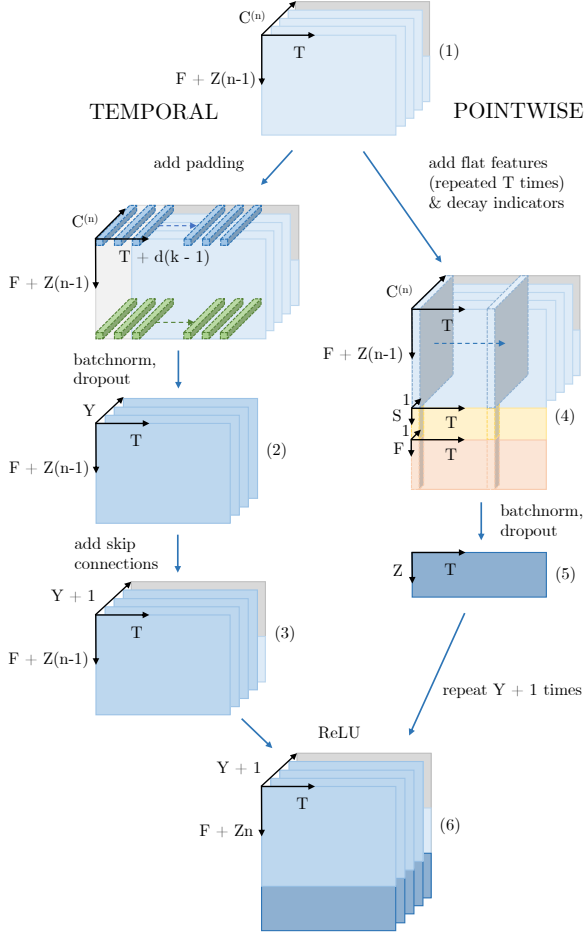 C(n)
T
(1)
F + Z(n-1)
TEMPORAL
POINTWISE
add padding
add flat features
(repeated T times)
& decay indicators
C(n)
T + d(k - 1)
F + Z(n-1)
C(n)
T
F + Z(n-1)
batchnorm,
dropout
1
S
T
(4)
1
F
T
Y
T
(2)
F + Z(n-1)
batchnorm,
dropout
add skip
connections
Z
T
(5)
Y + 1
T
(3)
F + Z(n-1)
repeat Y + 1 times
ReLU
Y + 1
T
F + Zn
(6)